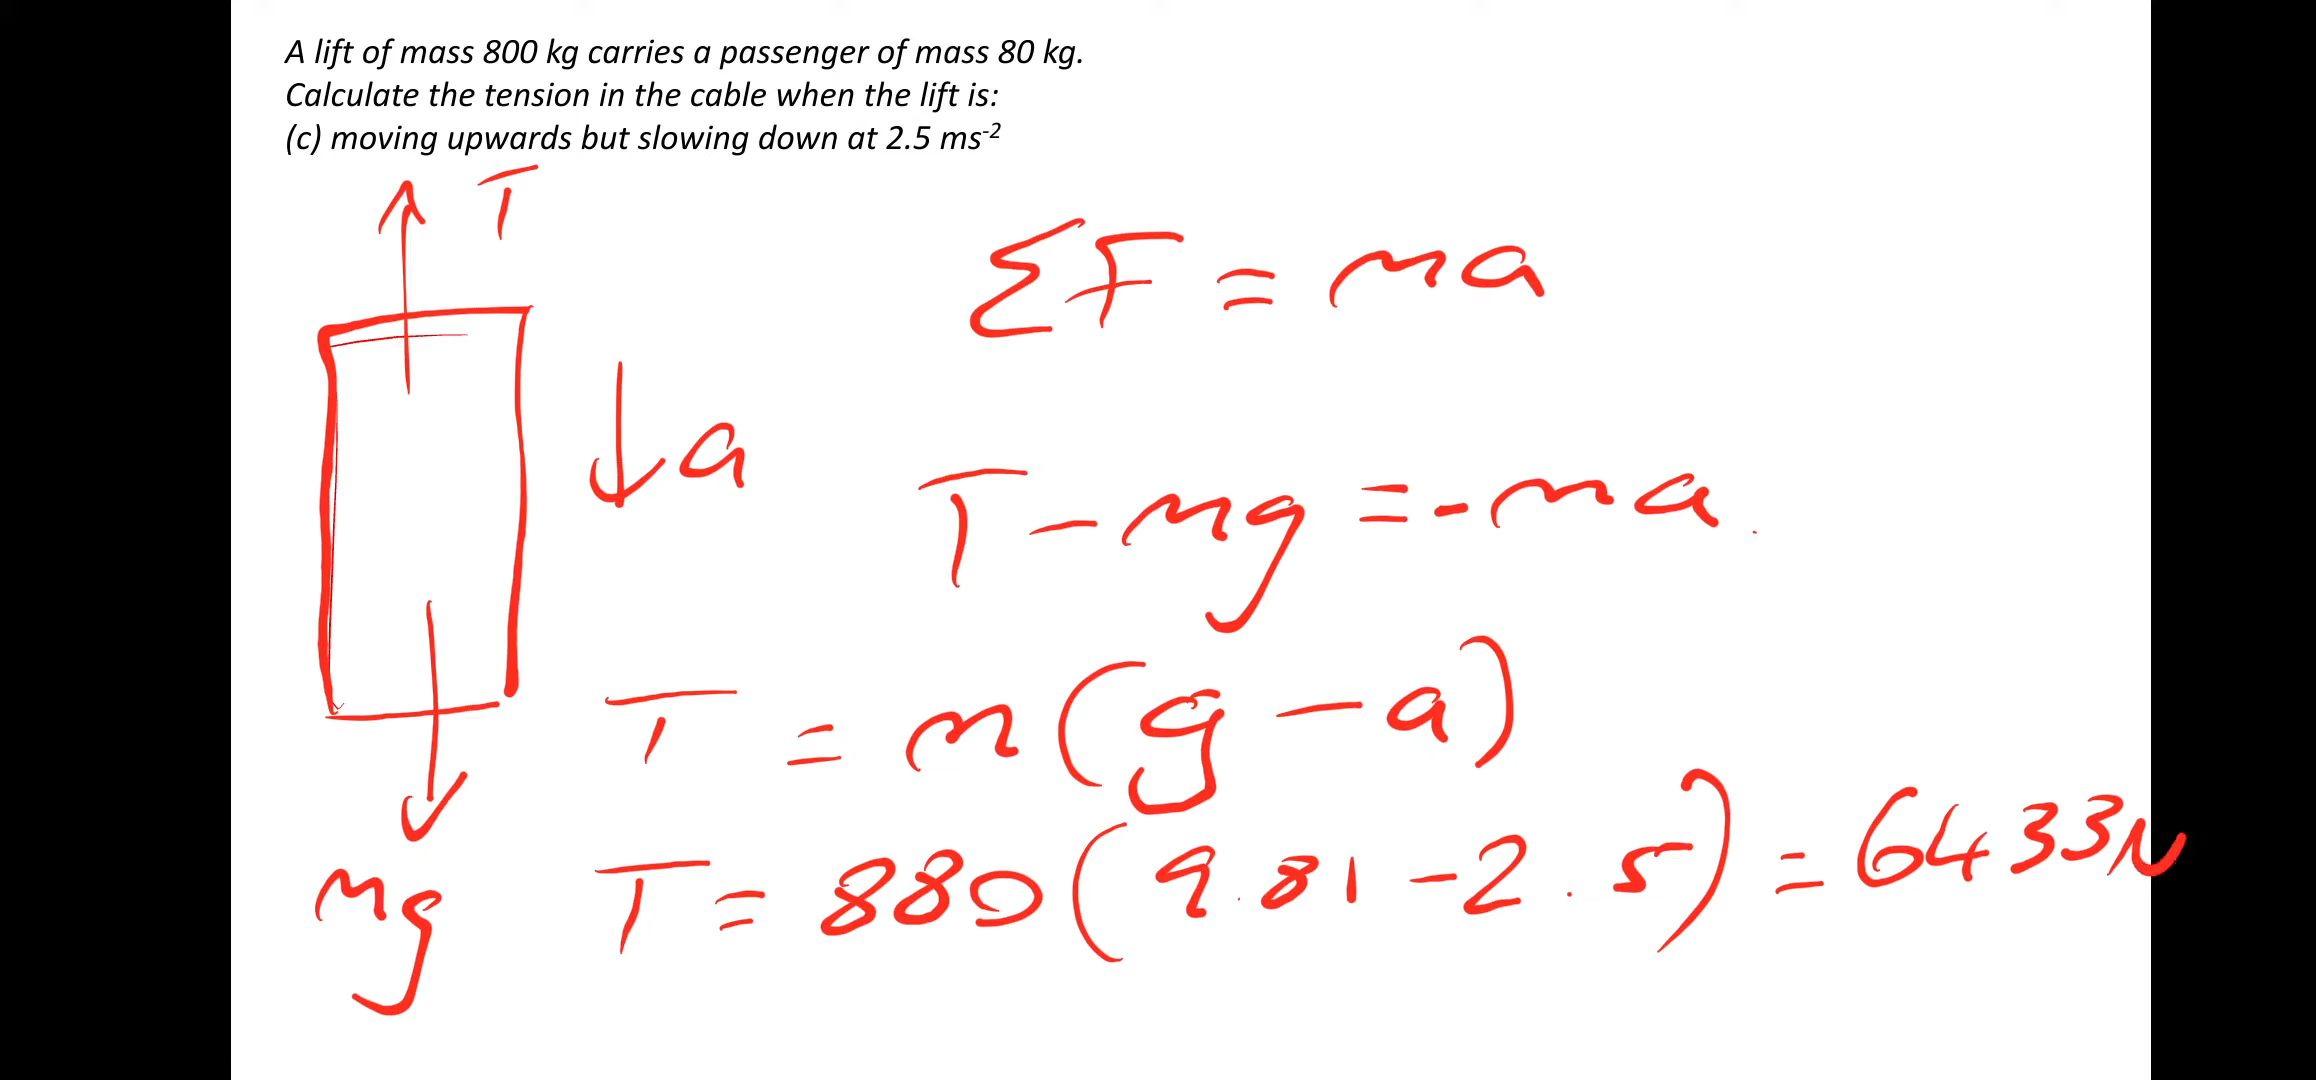 A lift of mass 800 kg carries a passenger of mass 80 kg.
Calculate the tension in the cable when the lift is:
(c) moving upwards but slowing down at 2.5 ms⁻²
T
ΣF = ma
a
T - mg = -ma
T = m(g - a)
T = 880(9.81 - 2.5) = 6433N
mg